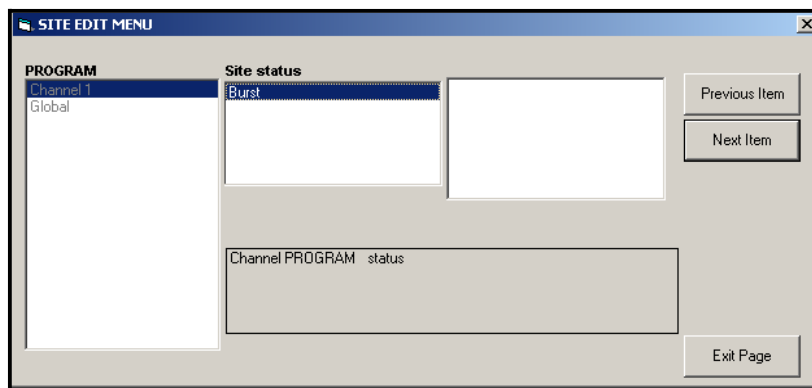 SITE EDIT MENU
PROGRAM
Channel 1
Global
Site status
Burst
Previous Item
Next Item
Channel PROGRAM status
Exit Page